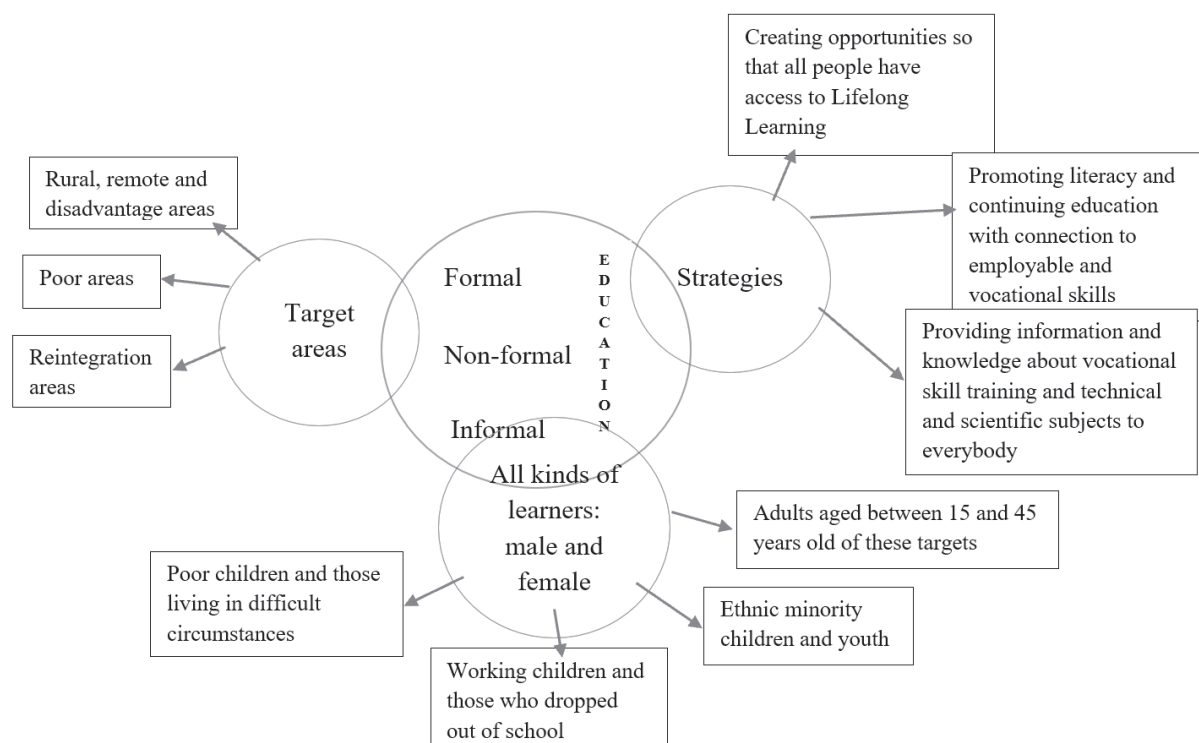 Creating opportunities so
that all people have
access to Lifelong
Learning
Rural, remote and
disadvantage areas
Promoting literacy and
continuing education
with connection to
employable and
vocational skills
Poor areas
Target
areas
Formal
Non-formal
Informal
EDUCATION
Strategies
Reintegration
areas
Providing information and
knowledge about vocational
skill training and technical
and scientific subjects to
everybody
All kinds of
learners:
male and
female
Adults aged between 15 and 45
years old of these targets
Poor children and those
living in difficult
circumstances
Ethnic minority
children and youth
Working children and
those who dropped
out of school